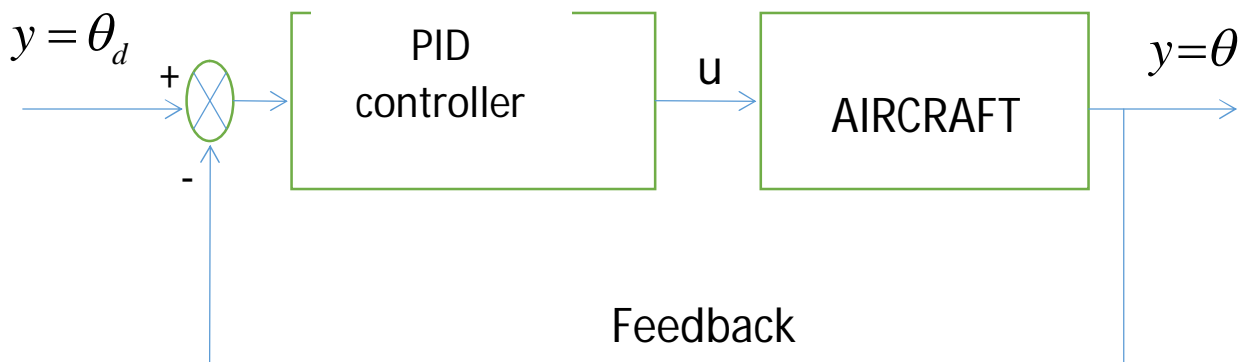 y = θd
+
-
PID
controller
u
AIRCRAFT
y=θ
Feedback